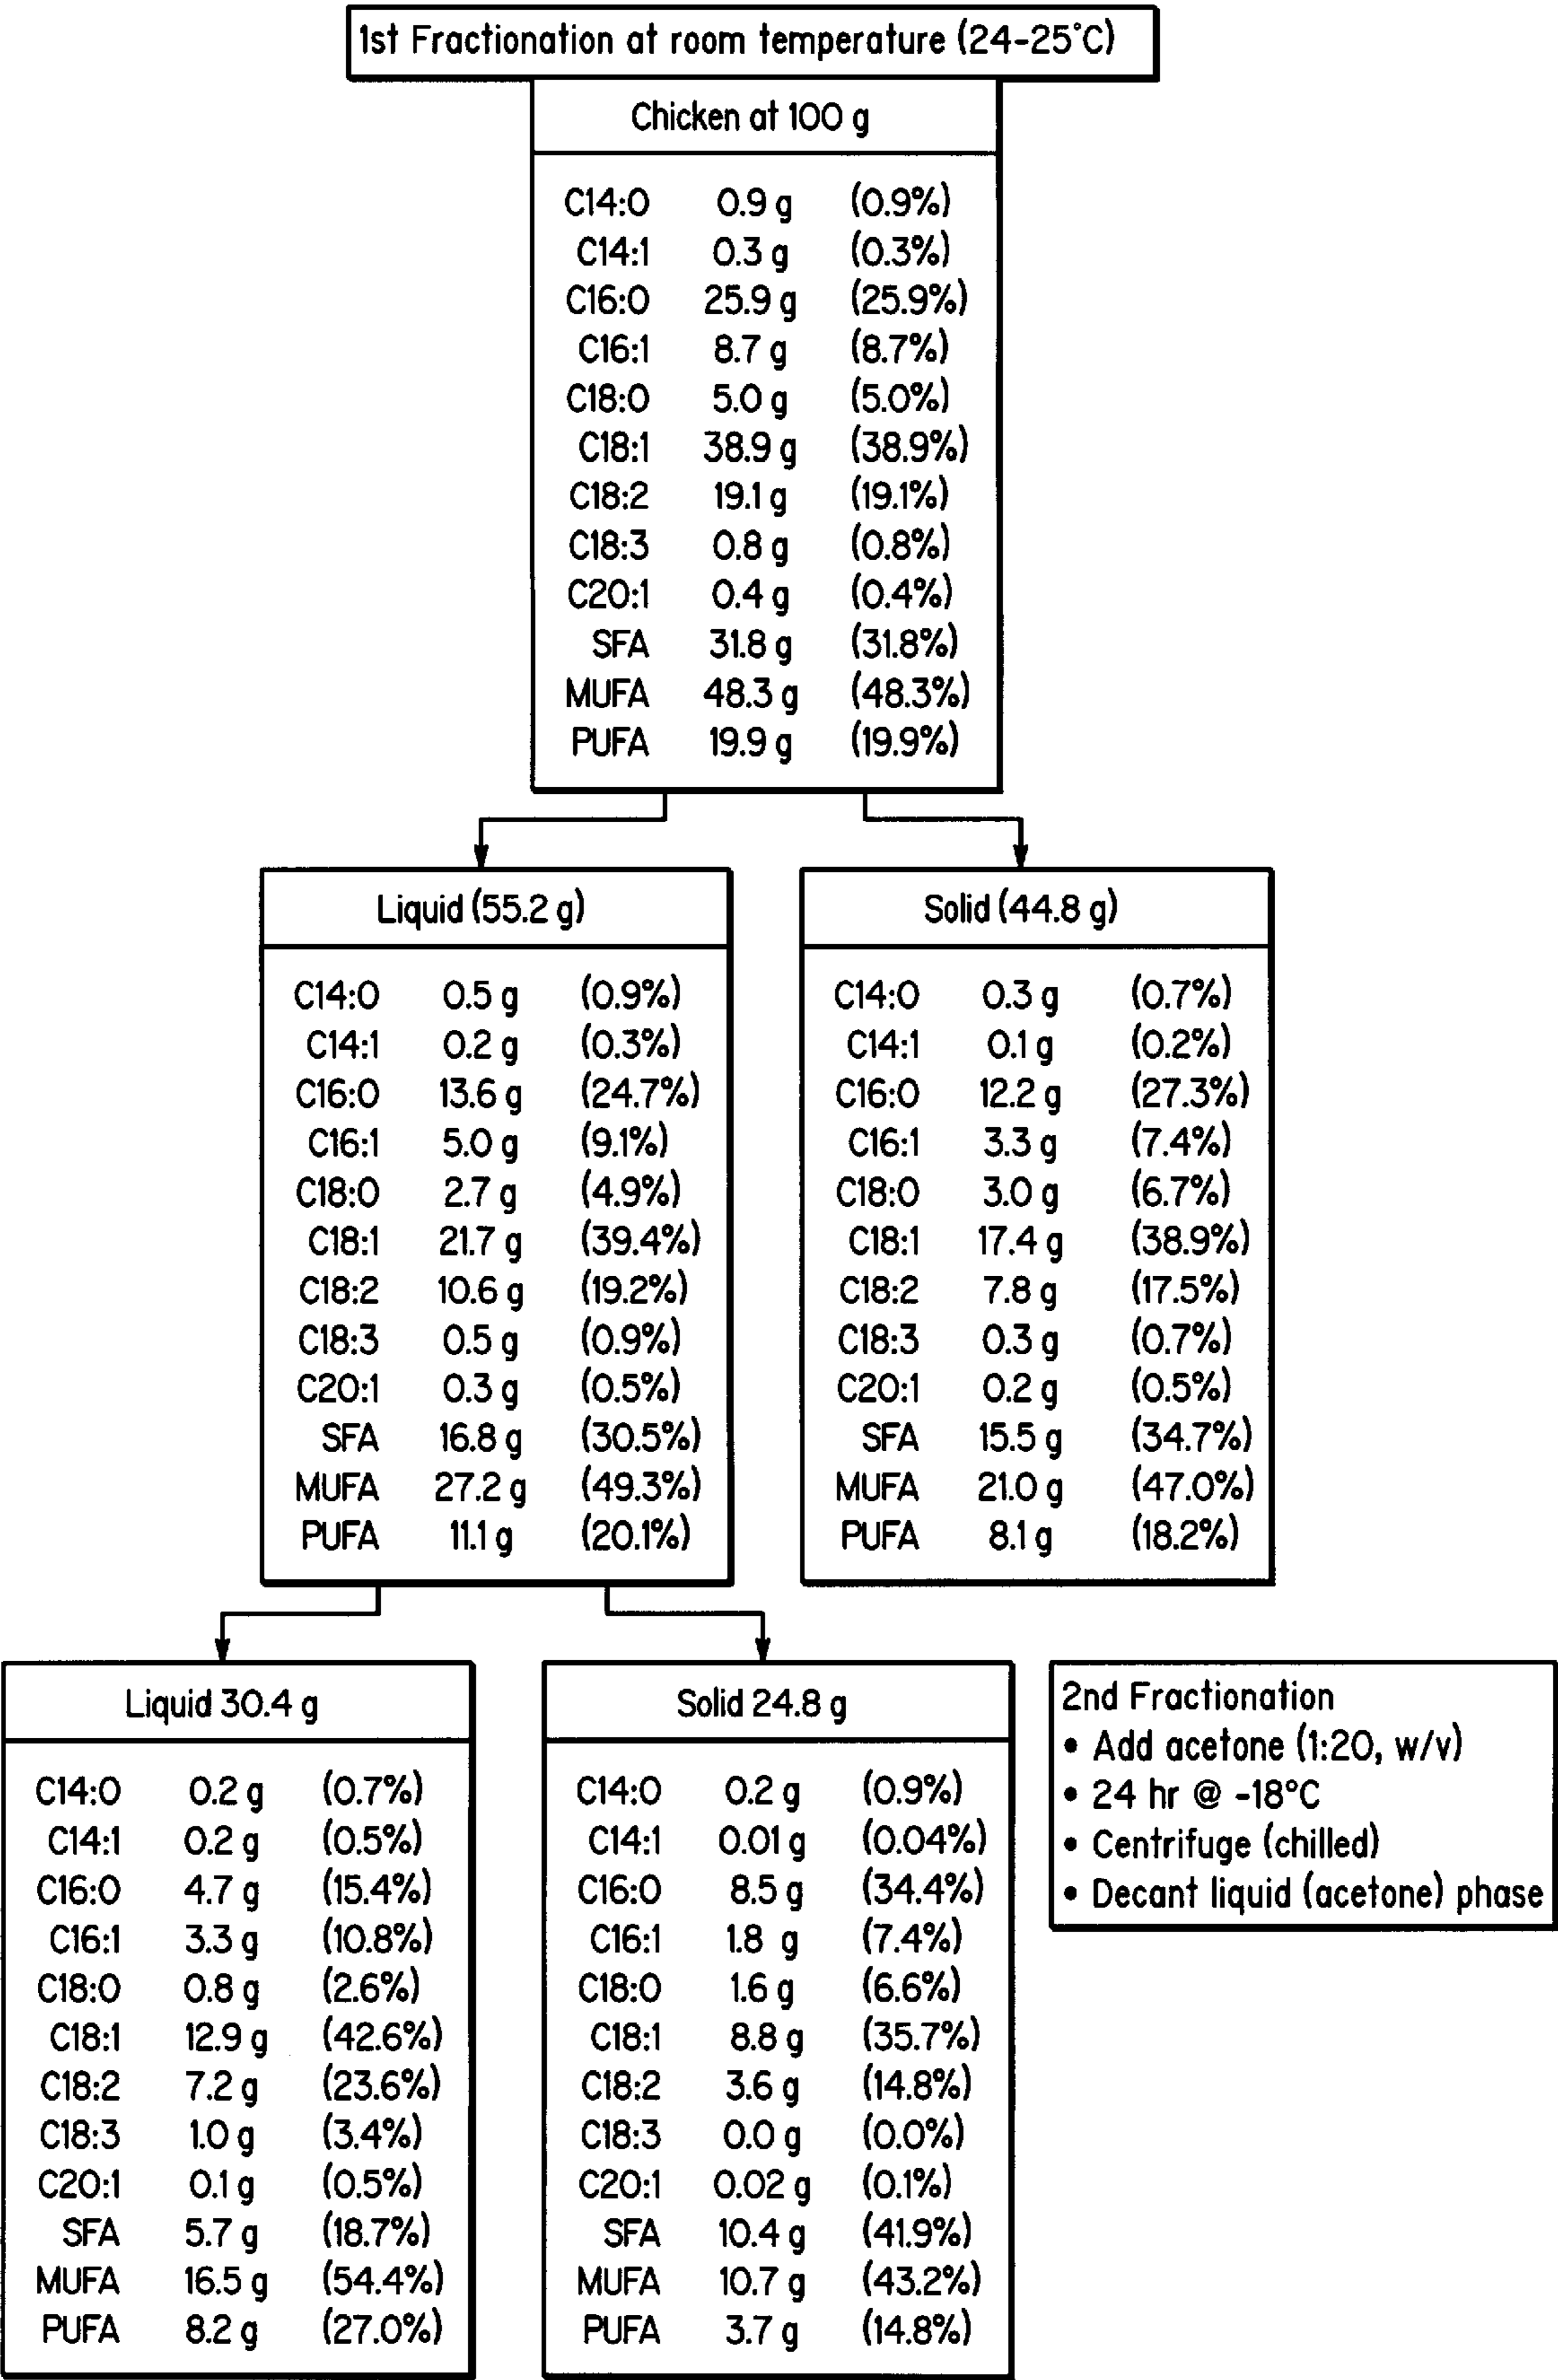 1st Fractionation at room temperature (24-25°C)
Chicken at 100 g
C14:0 0.9 g (0.9%)
C14:1 0.3 g (0.3%)
C16:0 25.9 g (25.9%)
C16:1 8.7 g (8.7%)
C18:0 5.0 g (5.0%)
C18:1 38.9 g (38.9%)
C18:2 19.1 g (19.1%)
C18:3 0.8 g (0.8%)
C20:1 0.4 g (0.4%)
SFA 31.8 g (31.8%)
MUFA 48.3 g (48.3%)
PUFA 19.9 g (19.9%)
Liquid (55.2 g)
C14:0 0.5 g (0.9%)
C14:1 0.2 g (0.3%)
C16:0 13.6 g (24.7%)
C16:1 5.0 g (9.1%)
C18:0 2.7 g (4.9%)
C18:1 21.7 g (39.4%)
C18:2 10.6 g (19.2%)
C18:3 0.5 g (0.9%)
C20:1 0.3 g (0.5%)
SFA 16.8 g (30.5%)
MUFA 27.2 g (49.3%)
PUFA 11.1 g (20.1%)
Solid (44.8 g)
C14:0 0.3 g (0.7%)
C14:1 0.1 g (0.2%)
C16:0 12.2 g (27.3%)
C16:1 3.3 g (7.4%)
C18:0 3.0 g (6.7%)
C18:1 17.4 g (38.9%)
C18:2 7.8 g (17.5%)
C18:3 0.3 g (0.7%)
C20:1 0.2 g (0.5%)
SFA 15.5 g (34.7%)
MUFA 21.0 g (47.0%)
PUFA 8.1 g (18.2%)
Liquid 30.4 g
C14:0 0.2 g (0.7%)
C14:1 0.2 g (0.5%)
C16:0 4.7 g (15.4%)
C16:1 3.3 g (10.8%)
C18:0 0.8 g (2.6%)
C18:1 12.9 g (42.6%)
C18:2 7.2 g (23.6%)
C18:3 1.0 g (3.4%)
C20:1 0.1 g (0.5%)
SFA 5.7 g (18.7%)
MUFA 16.5 g (54.4%)
PUFA 8.2 g (27.0%)
Solid 24.8 g
C14:0 0.2 g (0.9%)
C14:1 0.01 g (0.04%)
C16:0 8.5 g (34.4%)
C16:1 1.8 g (7.4%)
C18:0 1.6 g (6.6%)
C18:1 8.8 g (35.7%)
C18:2 3.6 g (14.8%)
C18:3 0.0 g (0.0%)
C20:1 0.02 g (0.1%)
SFA 10.4 g (41.9%)
MUFA 10.7 g (43.2%)
PUFA 3.7 g (14.8%)
2nd Fractionation
• Add acetone (1:20, w/v)
• 24 hr @ -18°C
• Centrifuge (chilled)
• Decant liquid (acetone) phase